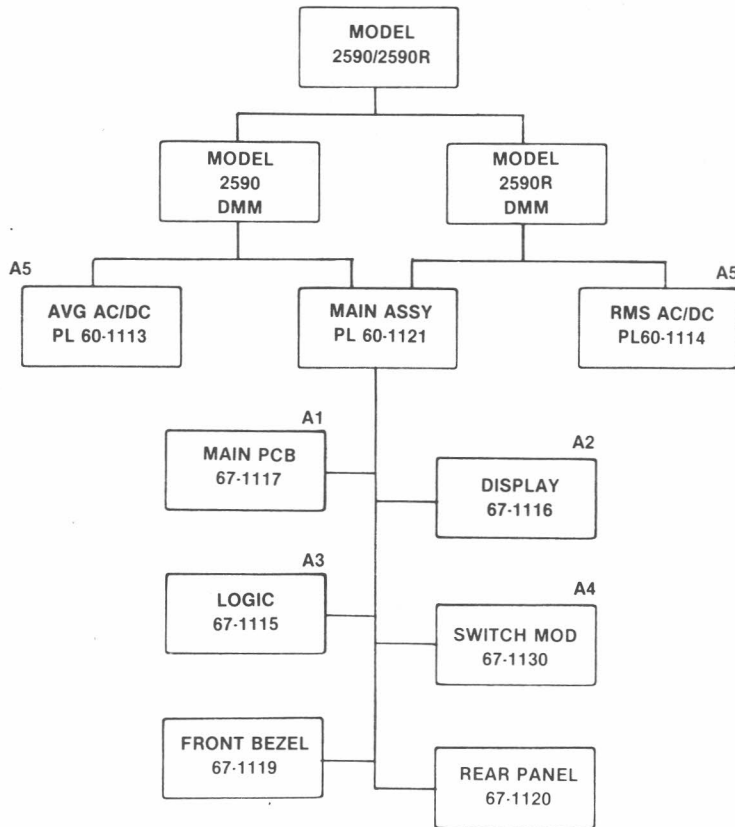 MODEL
2590/2590R
MODEL
2590
DMM
MODEL
2590R
DMM
A5
AVG AC/DC
PL 60-1113
MAIN ASSY
PL 60-1121
A5
RMS AC/DC
PL60-1114
A1
MAIN PCB
67-1117
A2
DISPLAY
67-1116
A3
LOGIC
67-1115
A4
SWITCH MOD
67-1130
FRONT BEZEL
67-1119
REAR PANEL
67-1120